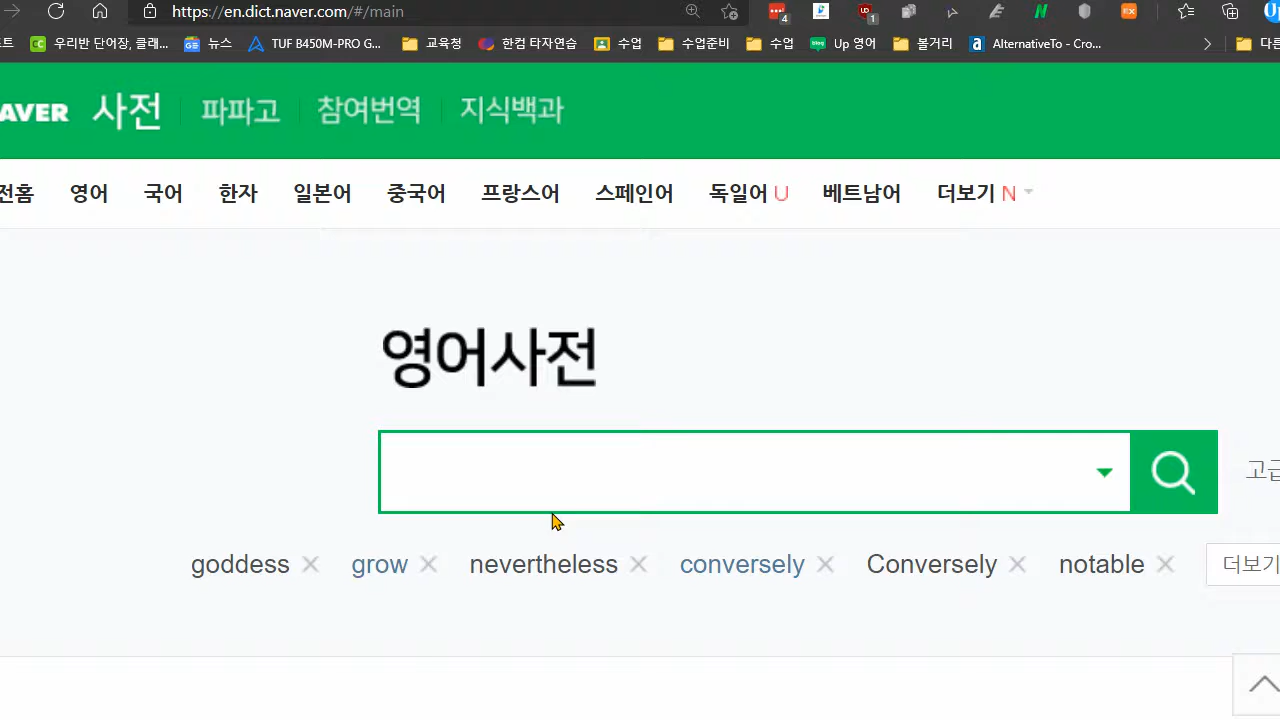 https://en.dict.naver.com/#/main
4
1
우리반 단어장, 클래...
뉴스
TUF B450M-PRO G...
교육청
한컴 타자연습
수업
수업준비
수업
Up 영어
볼거리
AlternativeTo - Cro...
AVER 사전 파파고 참여번역 지식백과
전홈 영어 국어 한자 일본어 중국어 프랑스어 스페인어 독일어 U 베트남어 더보기 N
영어사전
고급
goddess × grow × nevertheless × conversely × Conversely × notable × 더보기